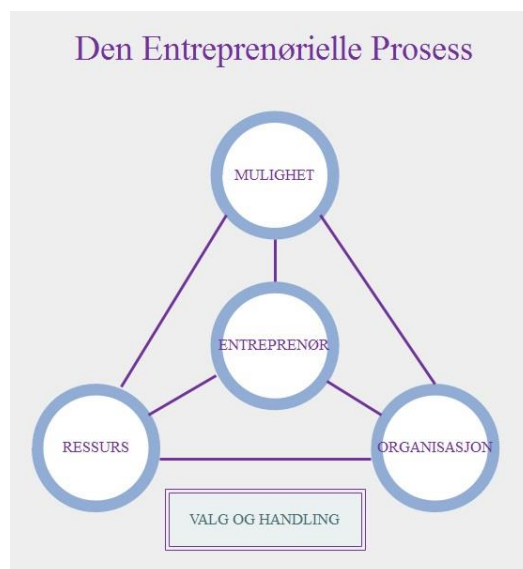 Den Entreprenørielle Prosess
MULIGHET
ENTREPRENØR
RESSURS
ORGANISASJON
VALG OG HANDLING